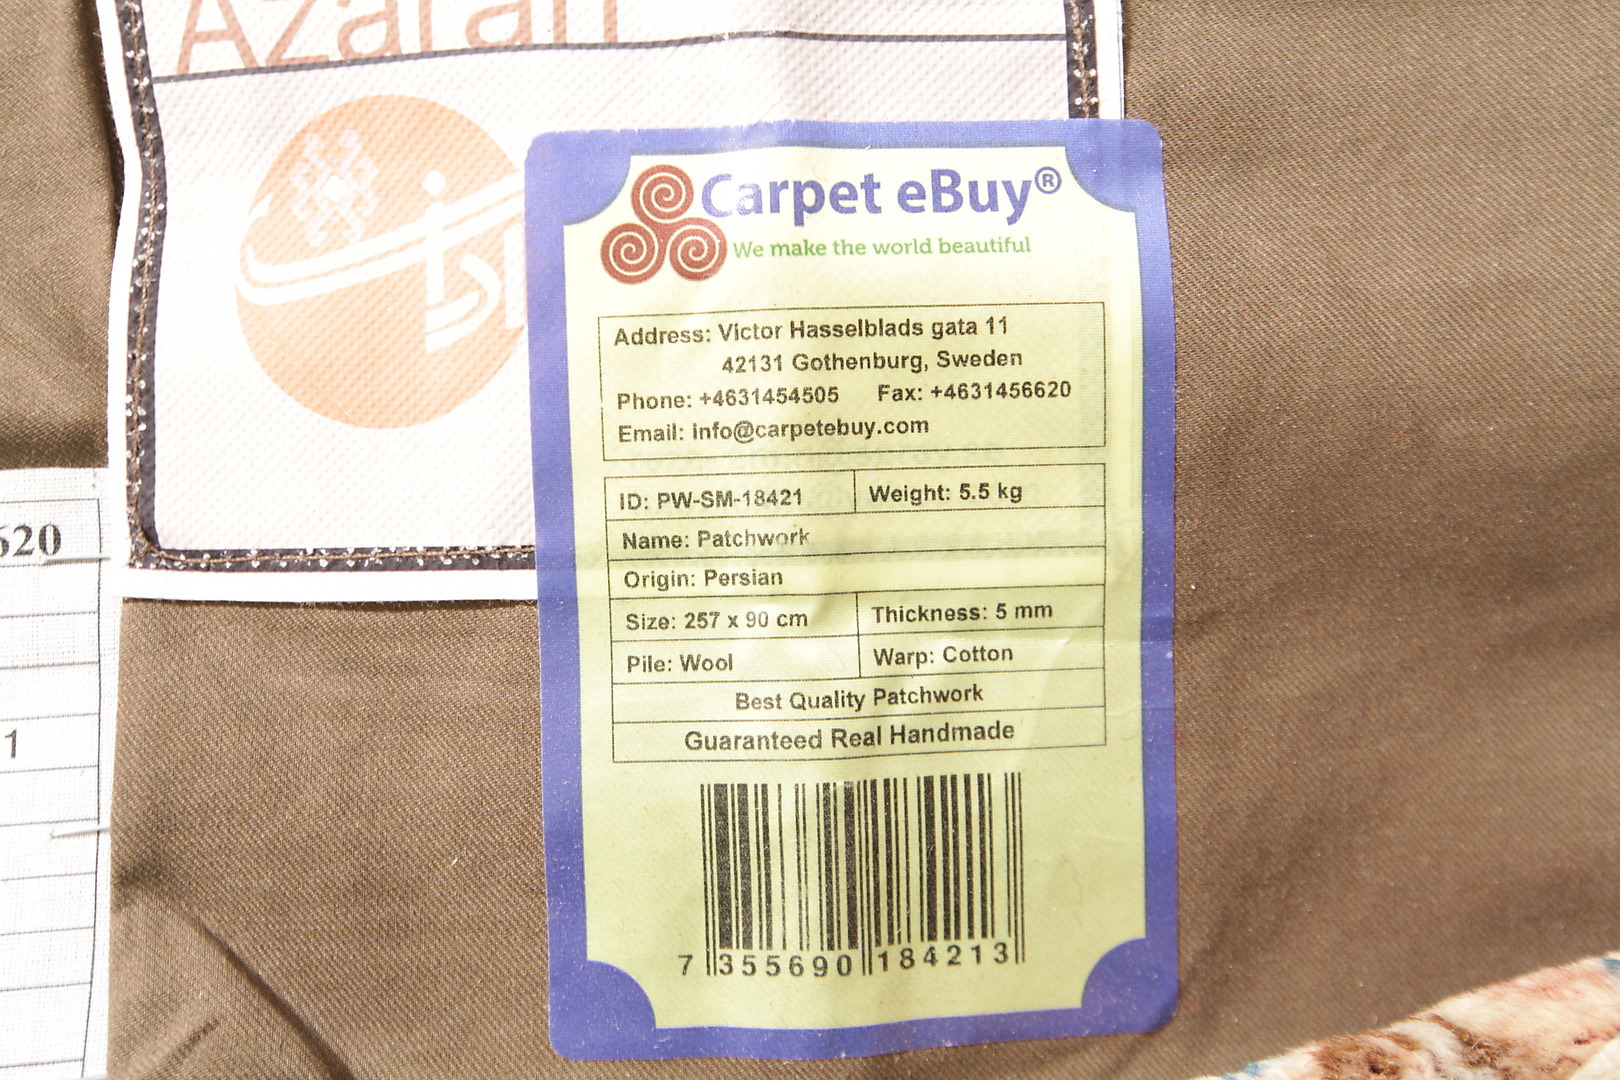 Azaran
Carpet eBuy®
We make the world beautiful
Address: Victor Hasselblads gata 11
42131 Gothenburg, Sweden
Phone: +4631454505 Fax: +4631456620
Email: info@carpetebuy.com
ID: PW-SM-18421 Weight: 5.5 kg
Name: Patchwork
Origin: Persian
Size: 257 x 90 cm Thickness: 5 mm
Pile: Wool Warp: Cotton
Best Quality Patchwork
Guaranteed Real Handmade
7 355690 184213
620
1